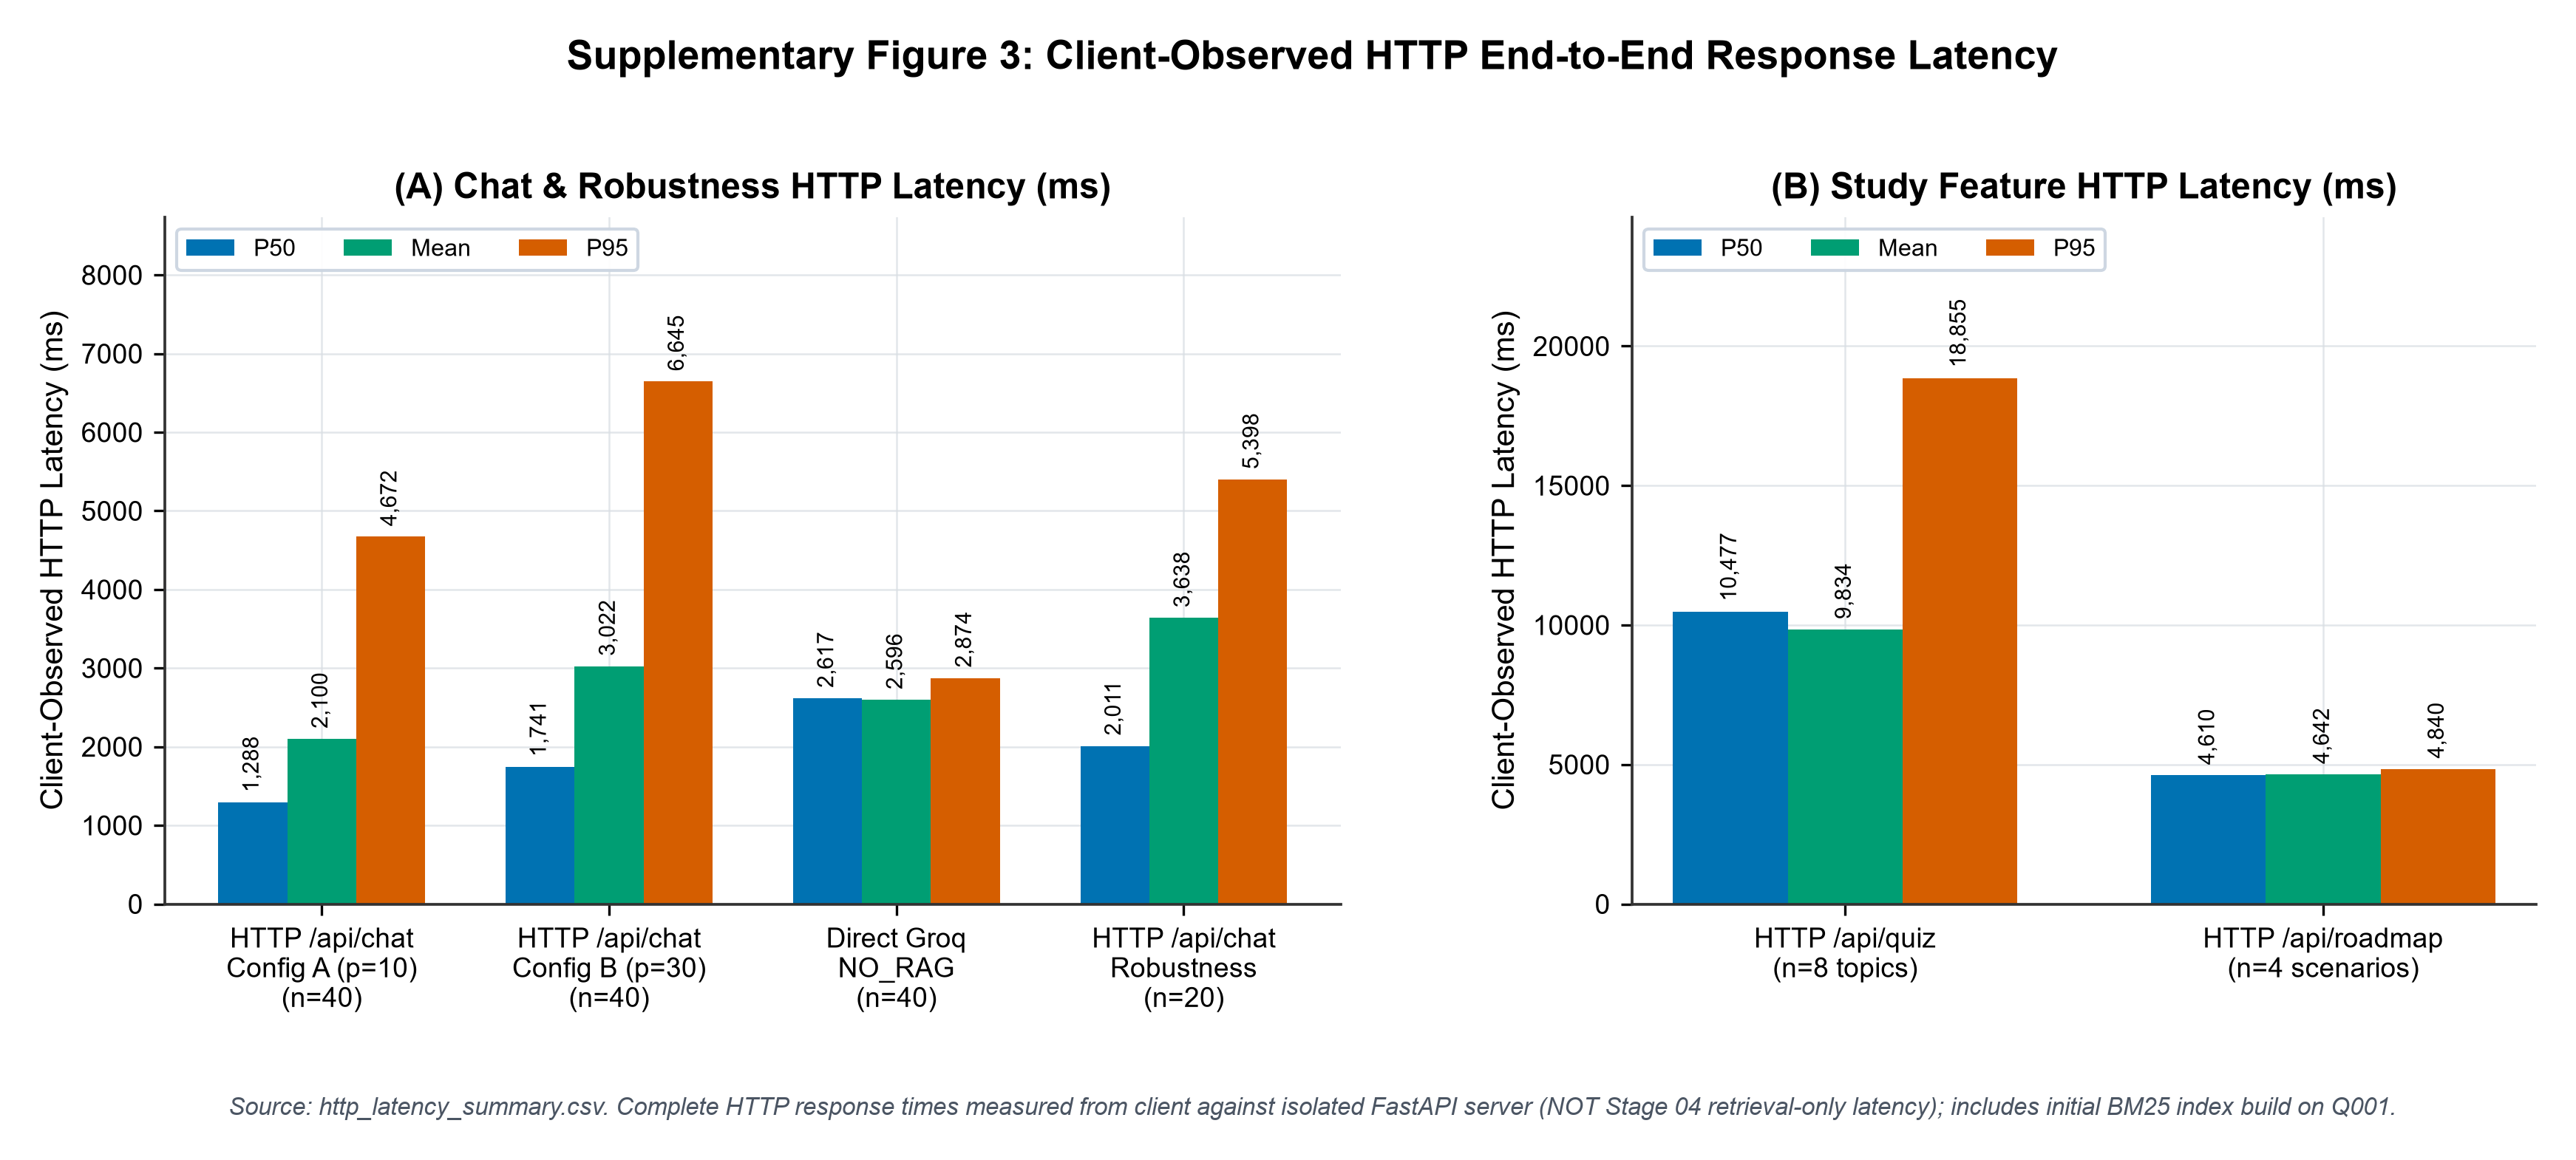 Supplementary Figure 3: Client-Observed HTTP End-to-End Response Latency
(A) Chat & Robustness HTTP Latency (ms)
P50 Mean P95
Client-Observed HTTP Latency (ms)
8000
7000
6000
5000
4000
3000
2000
1000
0
1,288
2,100
4,672
1,741
3,022
6,645
2,617
2,596
2,874
2,011
3,638
5,398
HTTP /api/chat
Config A (p=10)
(n=40)
HTTP /api/chat
Config B (p=30)
(n=40)
Direct Groq
NO_RAG
(n=40)
HTTP /api/chat
Robustness
(n=20)
(B) Study Feature HTTP Latency (ms)
P50 Mean P95
Client-Observed HTTP Latency (ms)
20000
15000
10000
5000
0
10,477
9,834
18,855
4,610
4,642
4,840
HTTP /api/quiz
(n=8 topics)
HTTP /api/roadmap
(n=4 scenarios)
Source: http_latency_summary.csv. Complete HTTP response times measured from client against isolated FastAPI server (NOT Stage 04 retrieval-only latency); includes initial BM25 index build on Q001.